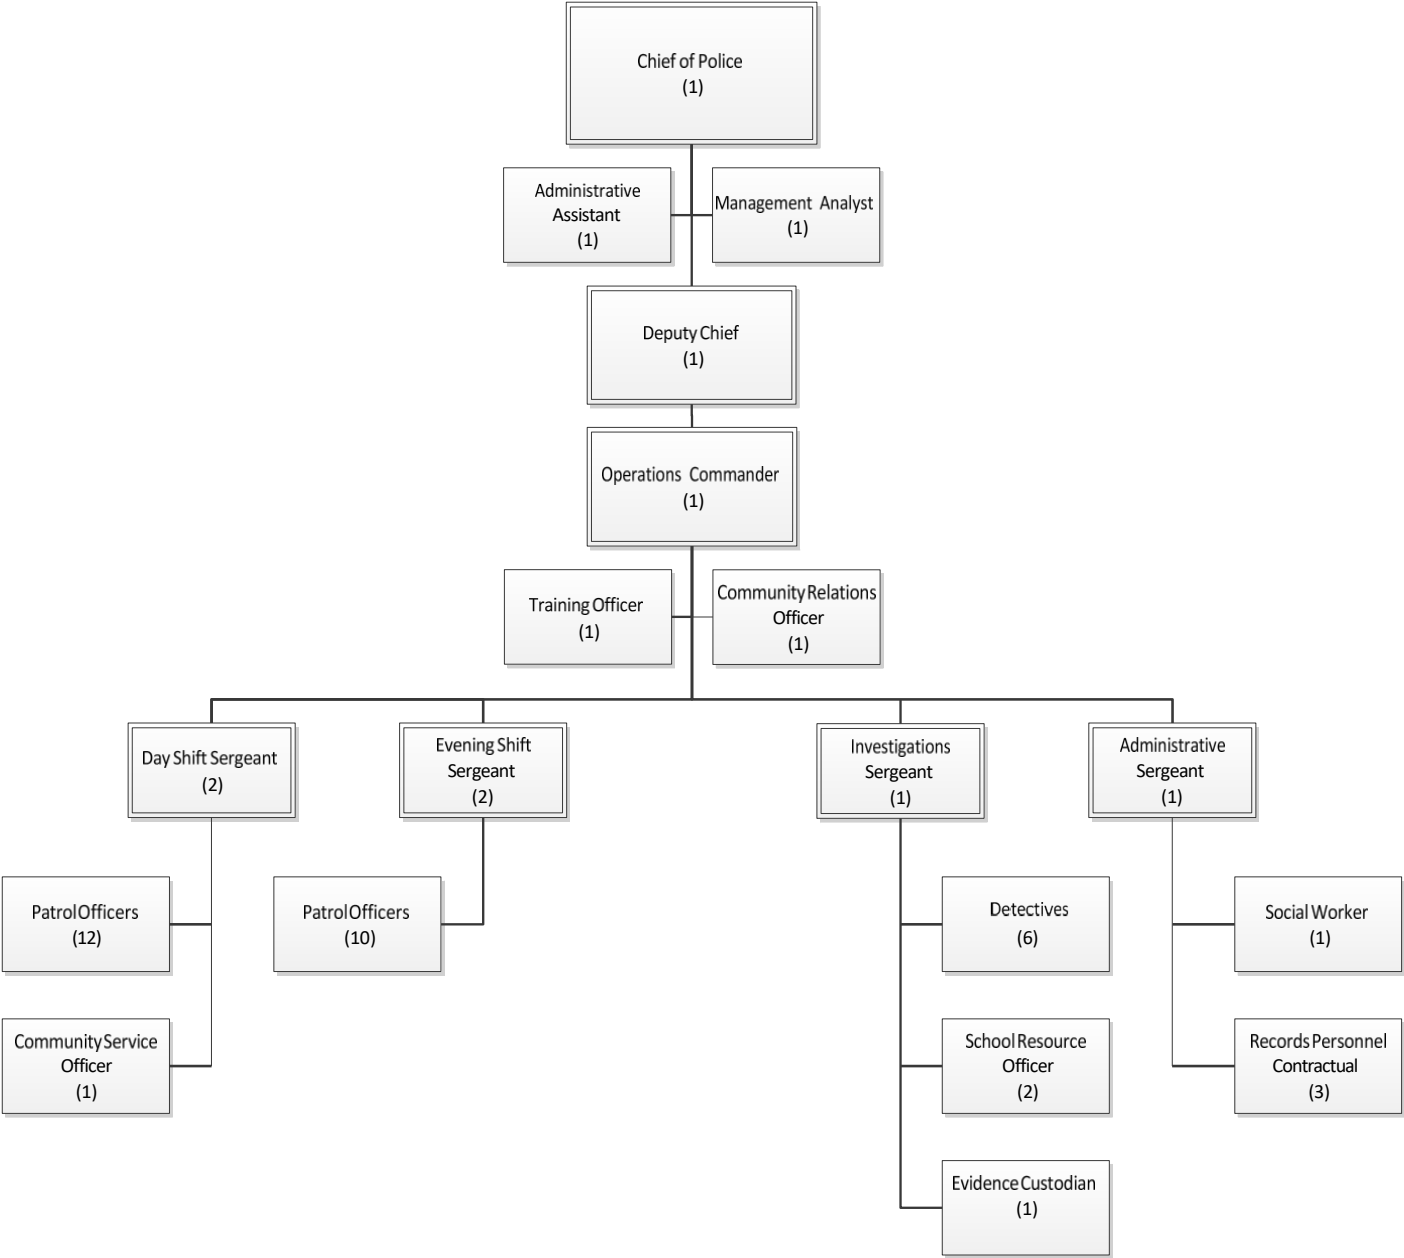 Chief of Police
(1)
Administrative
Assistant
(1)
Management Analyst
(1)
Deputy Chief
(1)
Operations Commander
(1)
Training Officer
(1)
Community Relations
Officer
(1)
Day Shift Sergeant
(2)
Evening Shift
Sergeant
(2)
Investigations
Sergeant
(1)
Administrative
Sergeant
(1)
Patrol Officers
(12)
Patrol Officers
(10)
Detectives
(6)
Social Worker
(1)
Community Service
Officer
(1)
School Resource
Officer
(2)
Records Personnel
Contractual
(3)
Evidence Custodian
(1)